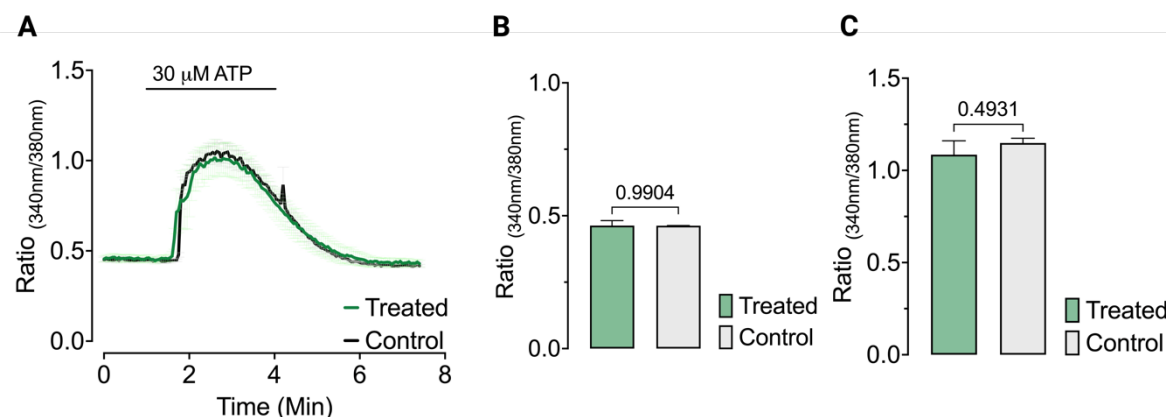 A
30 μM ATP
1.5
1.0
0.5
0.0
Ratio (340nm/380nm)
Treated
Control
0 2 4 6 8
Time (Min)
B
1.0
0.5
0.0
Ratio (340nm/380nm)
0.9904
Treated
Control
C
1.5
1.0
0.5
0.0
Ratio (340nm/380nm)
0.4931
Treated
Control